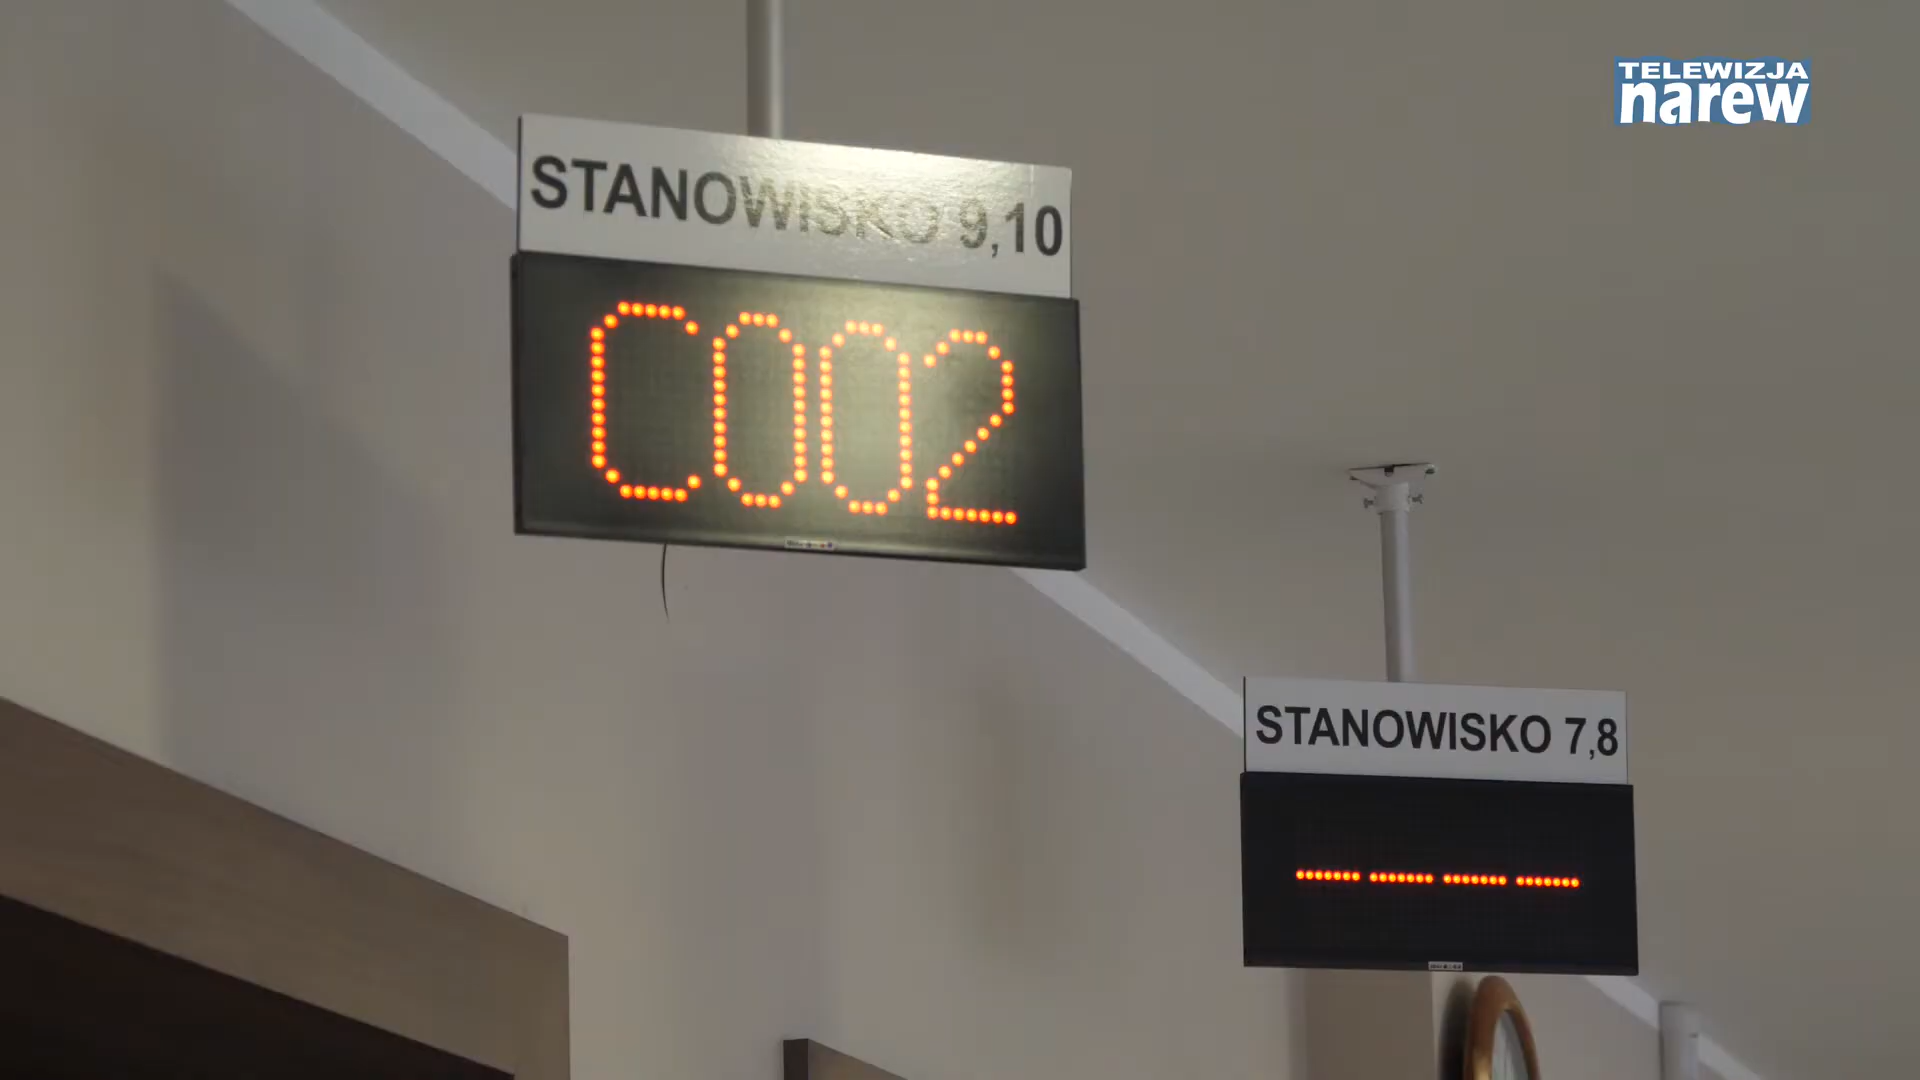 TELEWIZJA
narew
STANOWISKO 9,10
C002
STANOWISKO 7,8
----